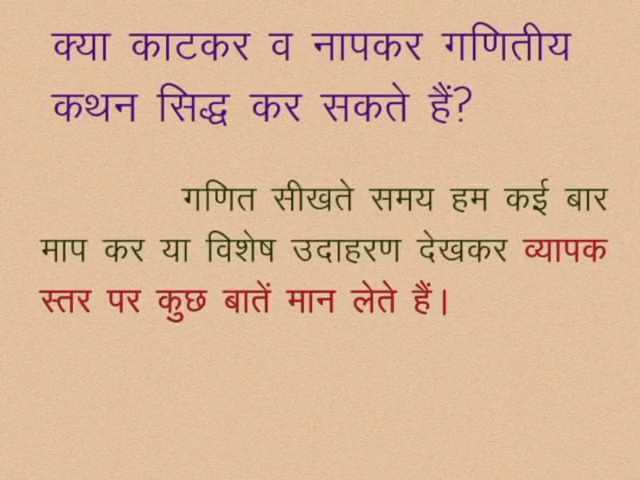 क्या काटकर व नापकर गणितीय
कथन सिद्ध कर सकते हैं?
गणित सीखते समय हम कई बार
माप कर या विशेष उदाहरण देखकर व्यापक
स्तर पर कुछ बातें मान लेते हैं।